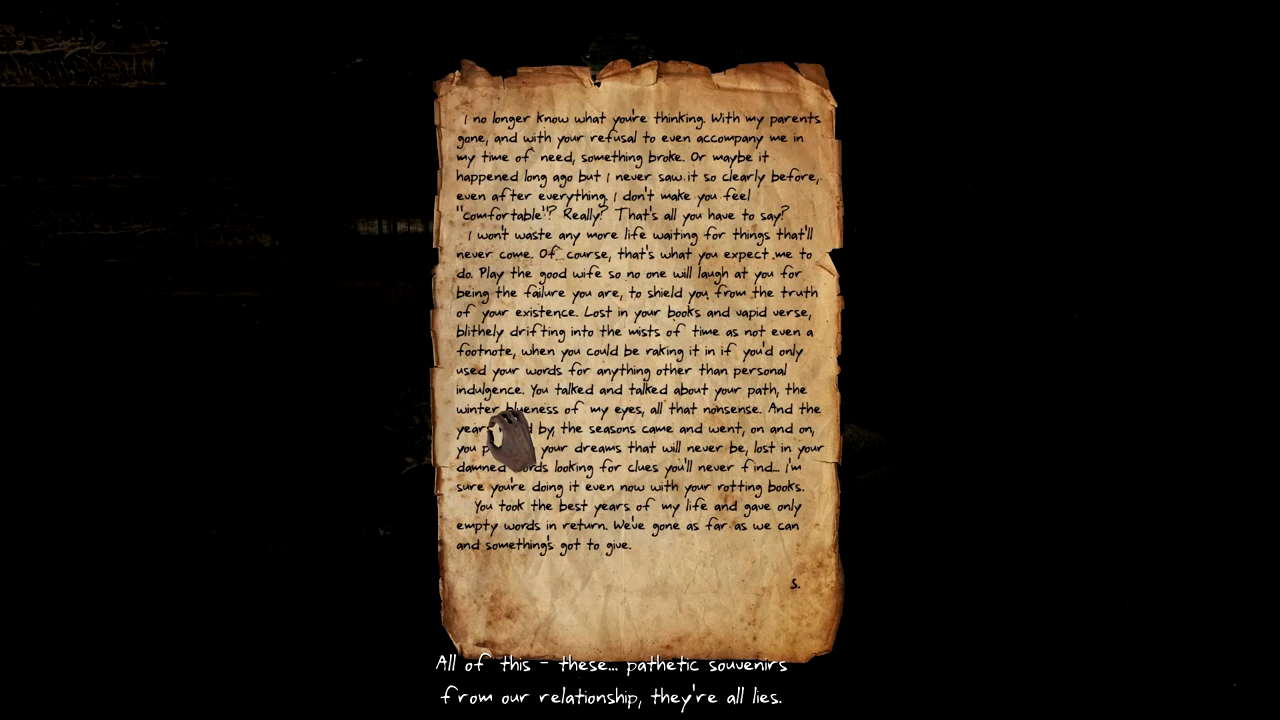 I no longer know what you're thinking. With my parents
gone, and with your refusal to even accompany me in
my time of need, something broke. Or maybe it
happened long ago but I never saw it so clearly before,
even after everything. I don't make you feel
"comfortable"? Really? That's all you have to say?
I won't waste any more life waiting for things that'll
never come. Of course, that's what you expect me to
do. Play the good wife so no one will laugh at you for
being the failure you are, to shield you from the truth
of your existence. Lost in your books and vapid verse,
blithely drifting into the mists of time as not even a
footnote, when you could be raking it in if you'd only
used your words for anything other than personal
indulgence. You talked and talked about your path, the
winter blueness of my eyes, all that nonsense. And the
years by, the seasons came and went, on and on,
you your dreams that will never be, lost in your
damned words looking for clues you'll never find... I'm
sure you're doing it even now with your rotting books.
You took the best years of my life and gave only
empty words in return. We've gone as far as we can
and something's got to give.
S.
All of this - these... pathetic souvenirs
from our relationship, they're all lies.